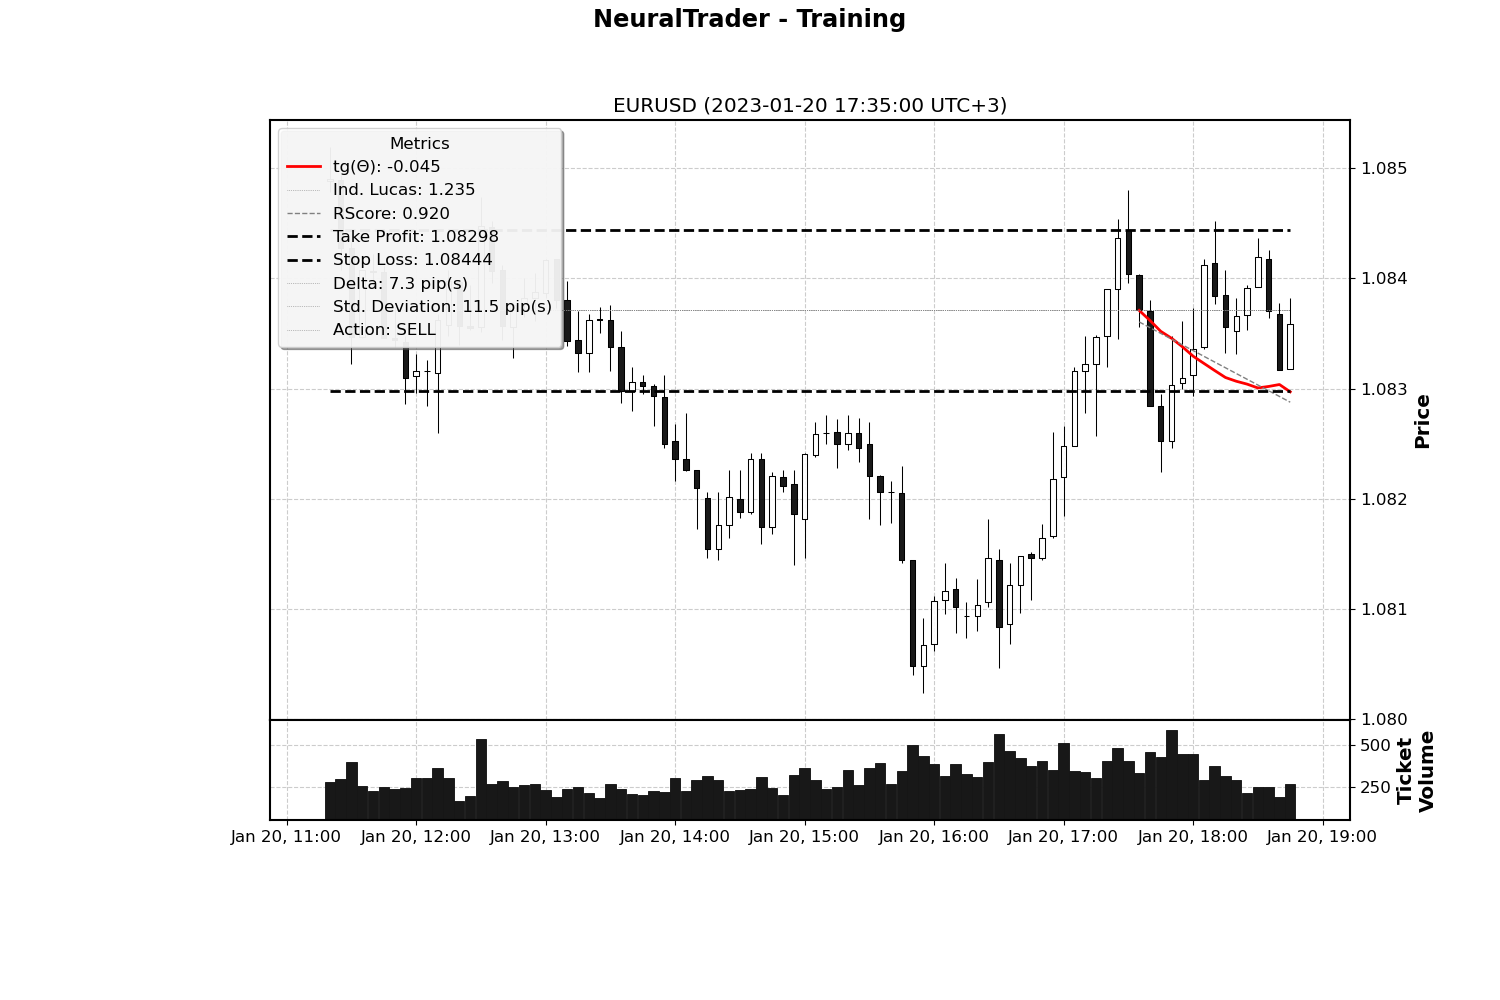 NeuralTrader - Training
EURUSD (2023-01-20 17:35:00 UTC+3)
Metrics
tg(Θ): -0.045
Ind. Lucas: 1.235
RScore: 0.920
Take Profit: 1.08298
Stop Loss: 1.08444
Delta: 7.3 pip(s)
Std. Deviation: 11.5 pip(s)
Action: SELL
1.085
1.084
1.083
1.082
1.081
1.080
Price
500
250
Ticket
Volume
Jan 20, 11:00 Jan 20, 12:00 Jan 20, 13:00 Jan 20, 14:00 Jan 20, 15:00 Jan 20, 16:00 Jan 20, 17:00 Jan 20, 18:00 Jan 20, 19:00